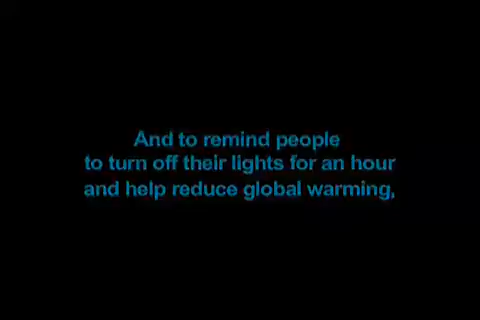 And to remind people
to turn off their lights for an hour
and help reduce global warming,